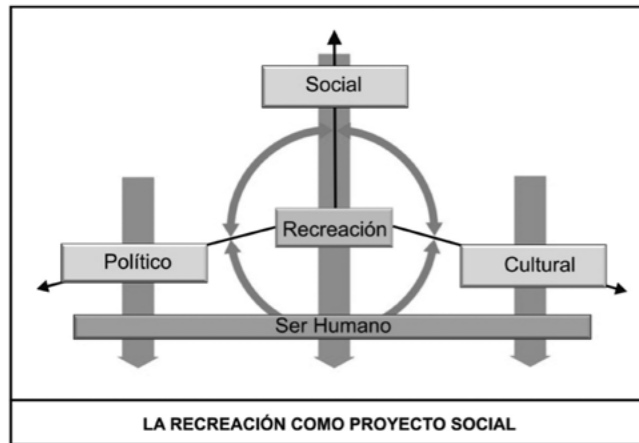 Social
Recreación
Político
Cultural
Ser Humano
LA RECREACIÓN COMO PROYECTO SOCIAL